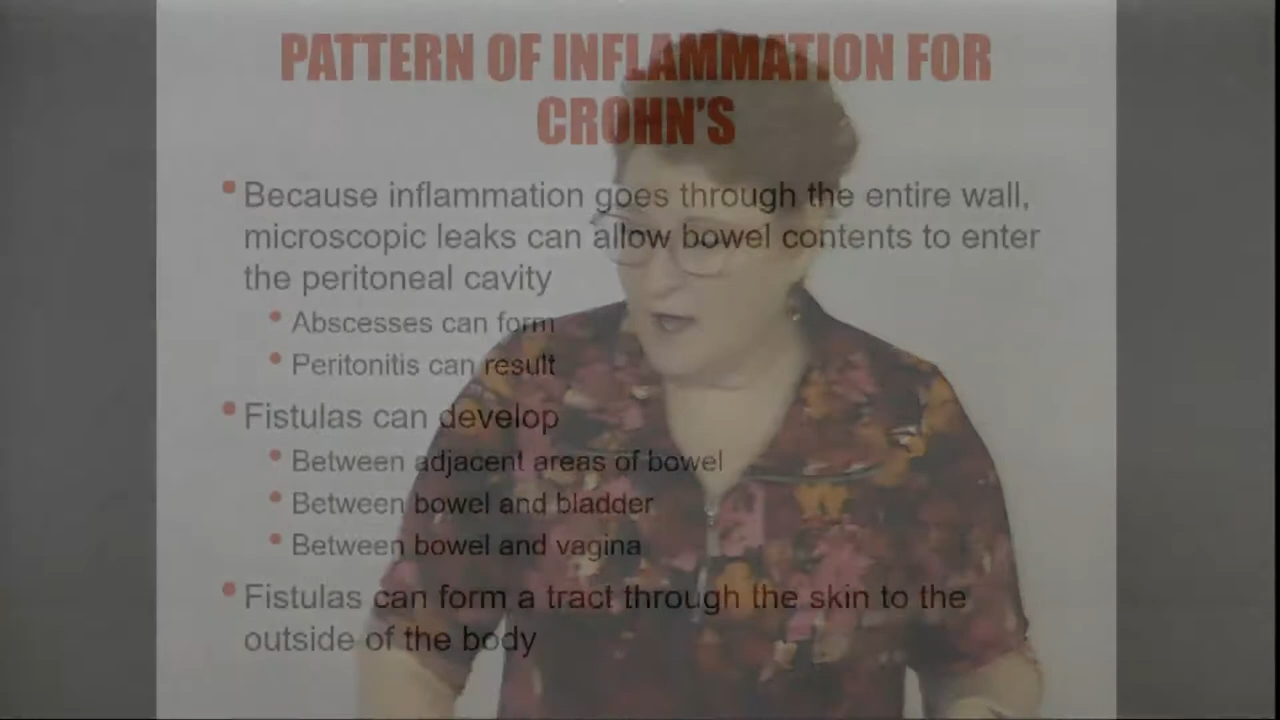 PATTERN OF INFLAMMATION FOR
CROHN'S
Because inflammation goes through the entire wall,
microscopic leaks can allow bowel contents to enter
the peritoneal cavity
Abscesses can form
Peritonitis can result
Fistulas can develop
Between adjacent areas of bowel
Between bowel and bladder
Between bowel and vagina
Fistulas can form a tract through the skin to the
outside of the body